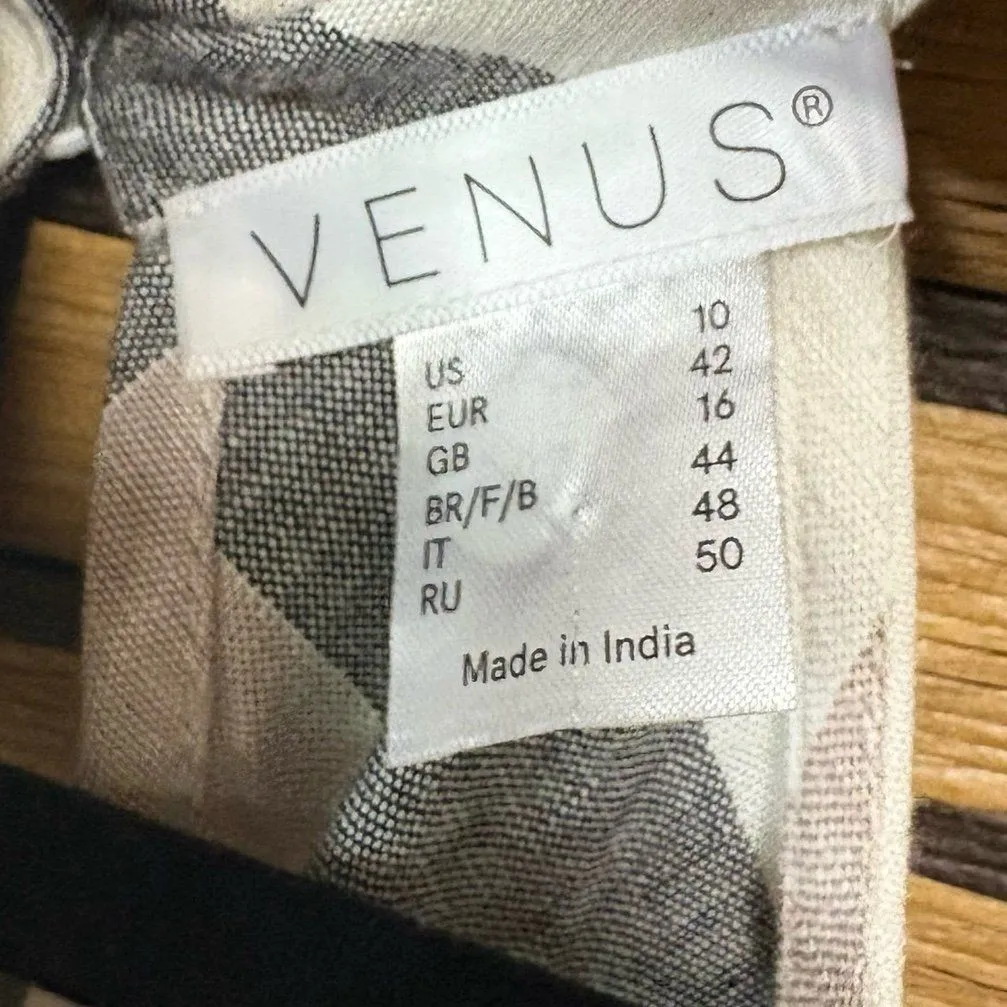 VENUS®
US 10
EUR 42
GB 16
BR/F/B 44
IT 48
RU 50
Made in India